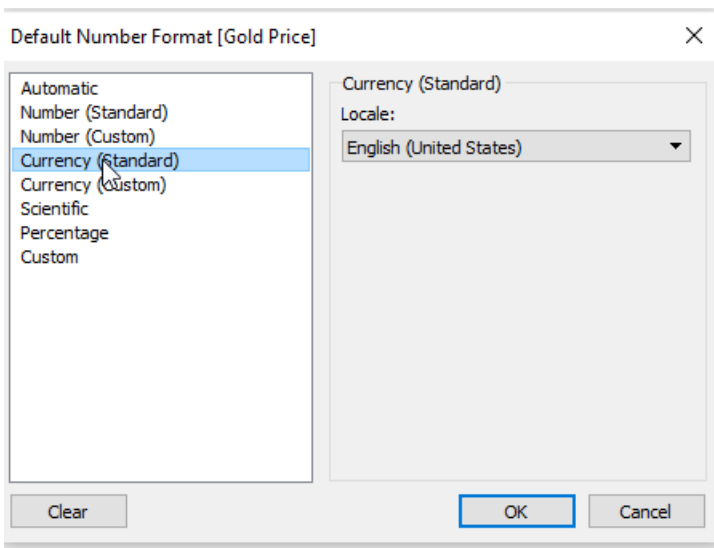 Default Number Format [Gold Price]
Automatic
Number (Standard)
Number (Custom)
Currency (Standard)
Currency (Custom)
Scientific
Percentage
Custom
Currency (Standard)
Locale:
English (United States)
Clear
OK
Cancel